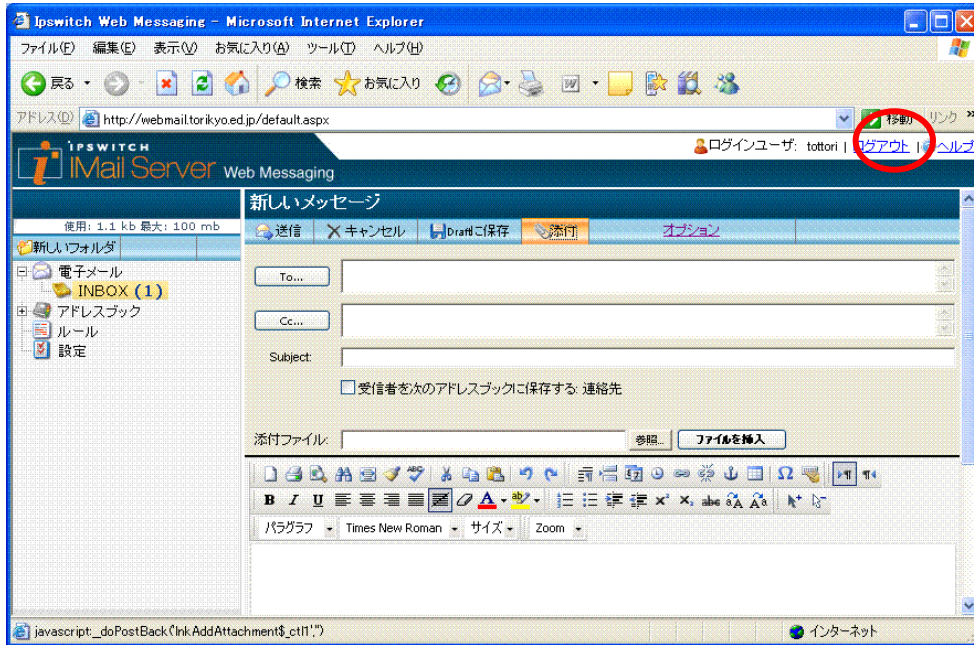 Ipswitch Web Messaging - Microsoft Internet Explorer
ファイル(F) 編集(E) 表示(V) お気に入り(A) ツール(T) ヘルプ(H)
戻る 検索 お気に入り
アドレス(D) http://webmail.torikyo.ed.jp/default.aspx 移動 リンク »
IPSWITCH
IMail Server Web Messaging
ログインユーザ: tottori | ログアウト | ヘルプ
新しいメッセージ
使用: 1.1 kb 最大: 100 mb
送信 キャンセル Draftに保存 添付 オプション
新しいフォルダ
電子メール
INBOX (1)
アドレスブック
ルール
設定
To...
Cc...
Subject:
受信者を次のアドレスブックに保存する: 連絡先
添付ファイル: 参照... ファイルを挿入
B I U
パラグラフ Times New Roman サイズ Zoom
javascript:__doPostBack('lnkAddAttachment$_ctl1','') インターネット